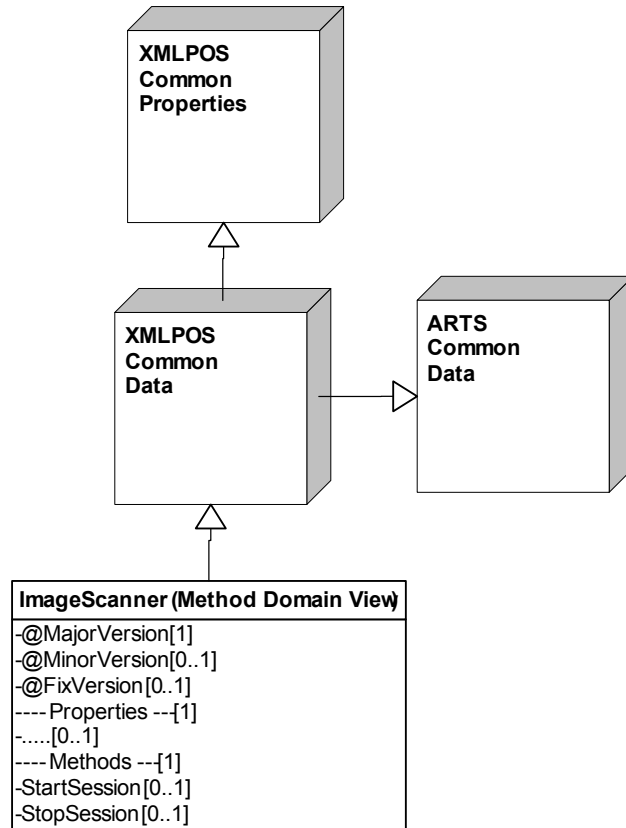 XMLPOS
Common
Properties
XMLPOS
Common
Data
ARTS
Common
Data
ImageScanner (Method Domain View)
-@MajorVersion[1]
-@MinorVersion[0..1]
-@FixVersion[0..1]
---- Properties ---[1]
-.....[0..1]
---- Methods ---[1]
-StartSession[0..1]
-StopSession[0..1]